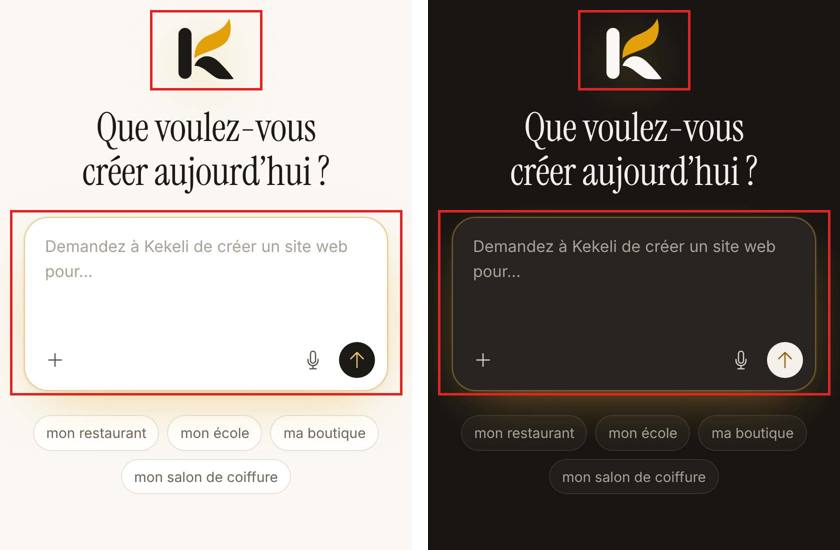 K
Que voulez-vous
créer aujourd’hui ?
Demandez à Kekeli de créer un site web
pour...
mon restaurant
mon école
ma boutique
mon salon de coiffure
K
Que voulez-vous
créer aujourd’hui ?
Demandez à Kekeli de créer un site web
pour...
mon restaurant
mon école
ma boutique
mon salon de coiffure